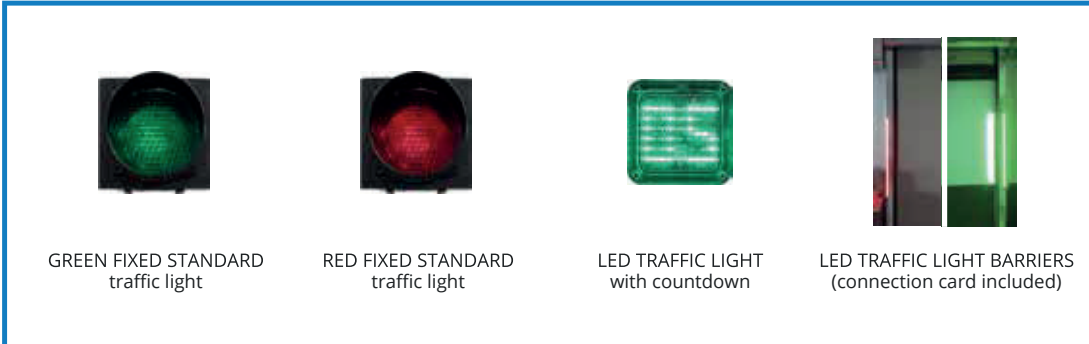 GREEN FIXED STANDARD
traffic light
RED FIXED STANDARD
traffic light
LED TRAFFIC LIGHT
with countdown
LED TRAFFIC LIGHT BARRIERS
(connection card included)